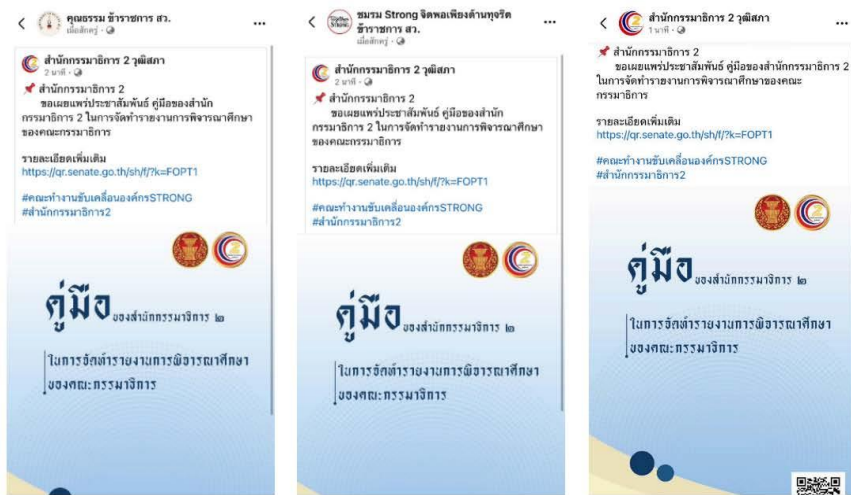 คุณธรรม ข้าราชการ สว.
เมื่อสักครู่
สำนักกรรมาธิการ 2 วุฒิสภา
2 นาที
สำนักกรรมาธิการ 2
ขอเผยแพร่ประชาสัมพันธ์ คู่มือของสำนัก
กรรมาธิการ 2 ในการจัดทำรายงานการพิจารณาศึกษา
ของคณะกรรมาธิการ
รายละเอียดเพิ่มเติม
https://qr.senate.go.th/sh/f/?k=FOPT1
#คณะทำงานขับเคลื่อนองค์กรSTRONG
#สำนักกรรมาธิการ2
คู่มือ ของสำนักกรรมาธิการ ๒
ในการจัดทำรายงานการพิจารณาศึกษา
ของคณะกรรมาธิการ
ชมรม Strong จิตพอเพียงต้านทุจริต
ข้าราชการ สว.
เมื่อสักครู่
สำนักกรรมาธิการ 2 วุฒิสภา
2 นาที
สำนักกรรมาธิการ 2
ขอเผยแพร่ประชาสัมพันธ์ คู่มือของสำนัก
กรรมาธิการ 2 ในการจัดทำรายงานการพิจารณาศึกษา
ของคณะกรรมาธิการ
รายละเอียดเพิ่มเติม
https://qr.senate.go.th/sh/f/?k=FOPT1
#คณะทำงานขับเคลื่อนองค์กรSTRONG
#สำนักกรรมาธิการ2
คู่มือ ของสำนักกรรมาธิการ ๒
ในการจัดทำรายงานการพิจารณาศึกษา
ของคณะกรรมาธิการ
สำนักกรรมาธิการ 2 วุฒิสภา
1 นาที
สำนักกรรมาธิการ 2
ขอเผยแพร่ประชาสัมพันธ์ คู่มือของสำนักกรรมาธิการ 2
ในการจัดทำรายงานการพิจารณาศึกษาของคณะ
กรรมาธิการ
รายละเอียดเพิ่มเติม
https://qr.senate.go.th/sh/f/?k=FOPT1
#คณะทำงานขับเคลื่อนองค์กรSTRONG
#สำนักกรรมาธิการ2
คู่มือ ของสำนักกรรมาธิการ ๒
ในการจัดทำรายงานการพิจารณาศึกษา
ของคณะกรรมาธิการ